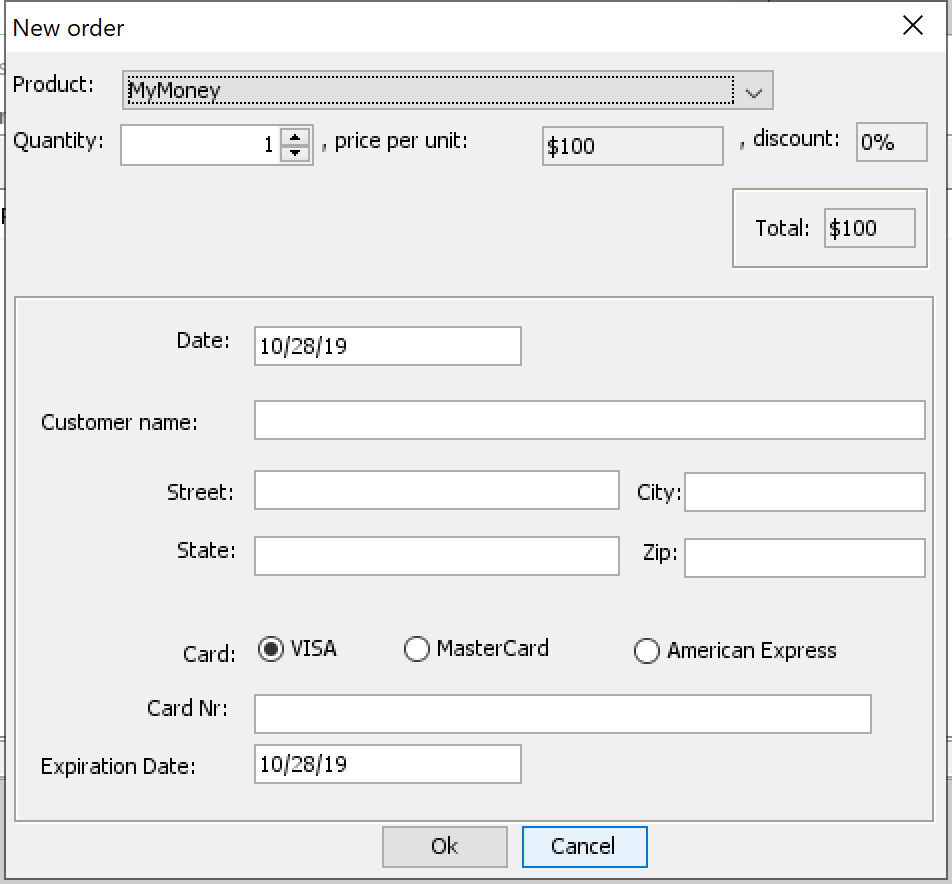 New order
Product: MyMoney
Quantity: 1 , price per unit: $100 , discount: 0%
Total: $100
Date: 10/28/19
Customer name:
Street: City:
State: Zip:
Card: VISA MasterCard American Express
Card Nr:
Expiration Date: 10/28/19
Ok Cancel